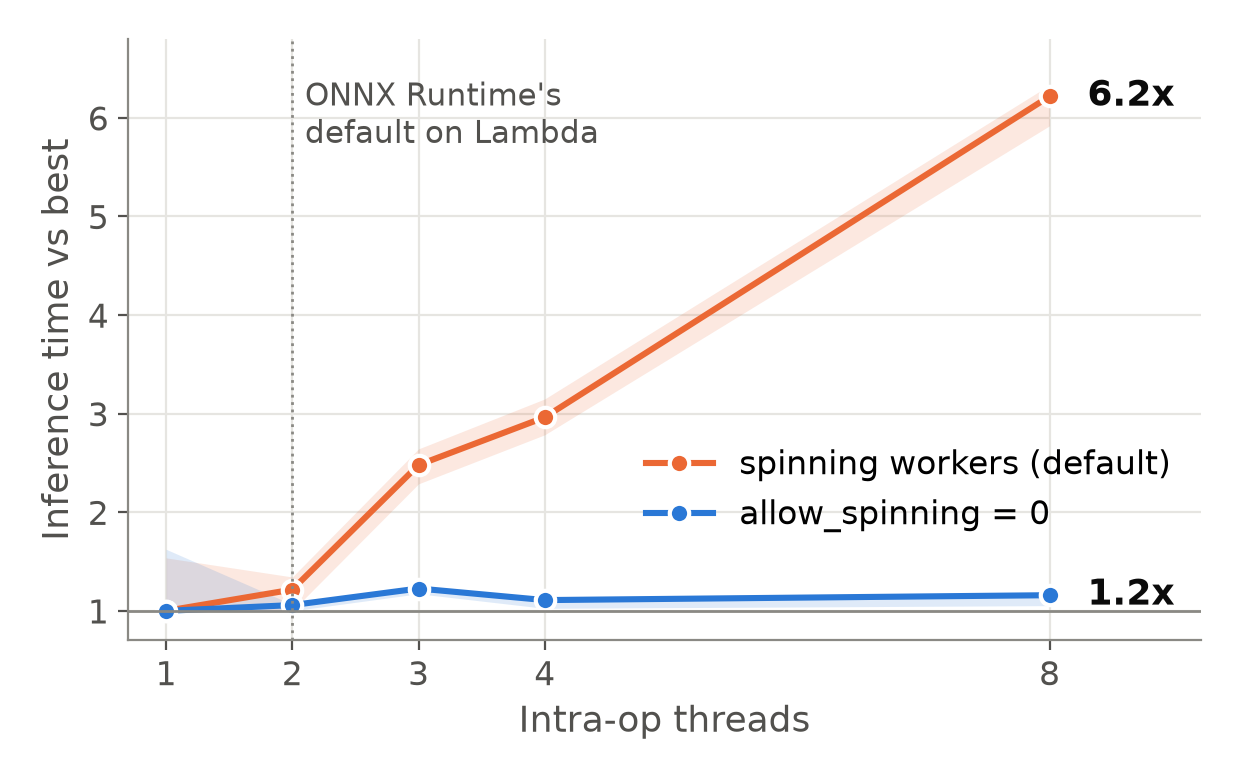 ONNX Runtime's
default on Lambda
6.2x
6
5
4
3
2
1
Inference time vs best
spinning workers (default)
allow_spinning = 0
1.2x
1
2
3
4
8
Intra-op threads